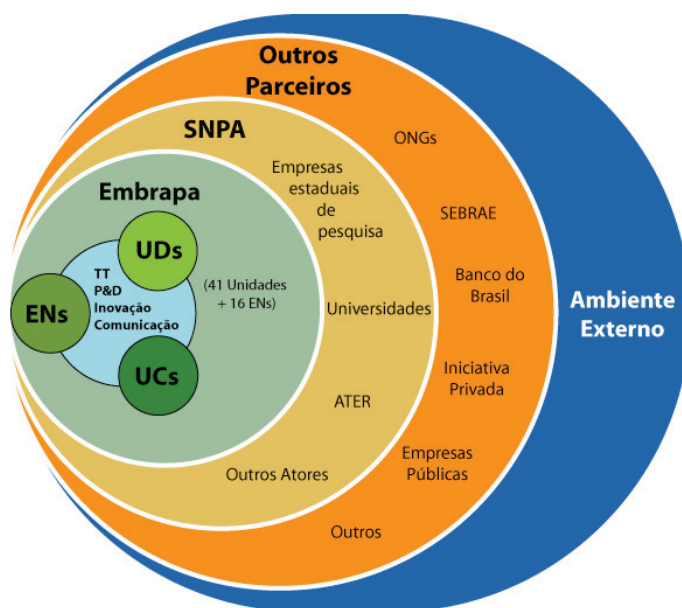 Outros
Parceiros
SNPA
ONGs
Empresas
estaduais
de
pesquisa
Embrapa
SEBRAE
UDs
TT
P&D
Inovação
Comunicação
(41 Unidades
+ 16 ENs)
Banco do
Brasil
ENs
Universidades
Ambiente
Externo
UCs
Iniciativa
Privada
ATER
Empresas
Públicas
Outros Atores
Outros